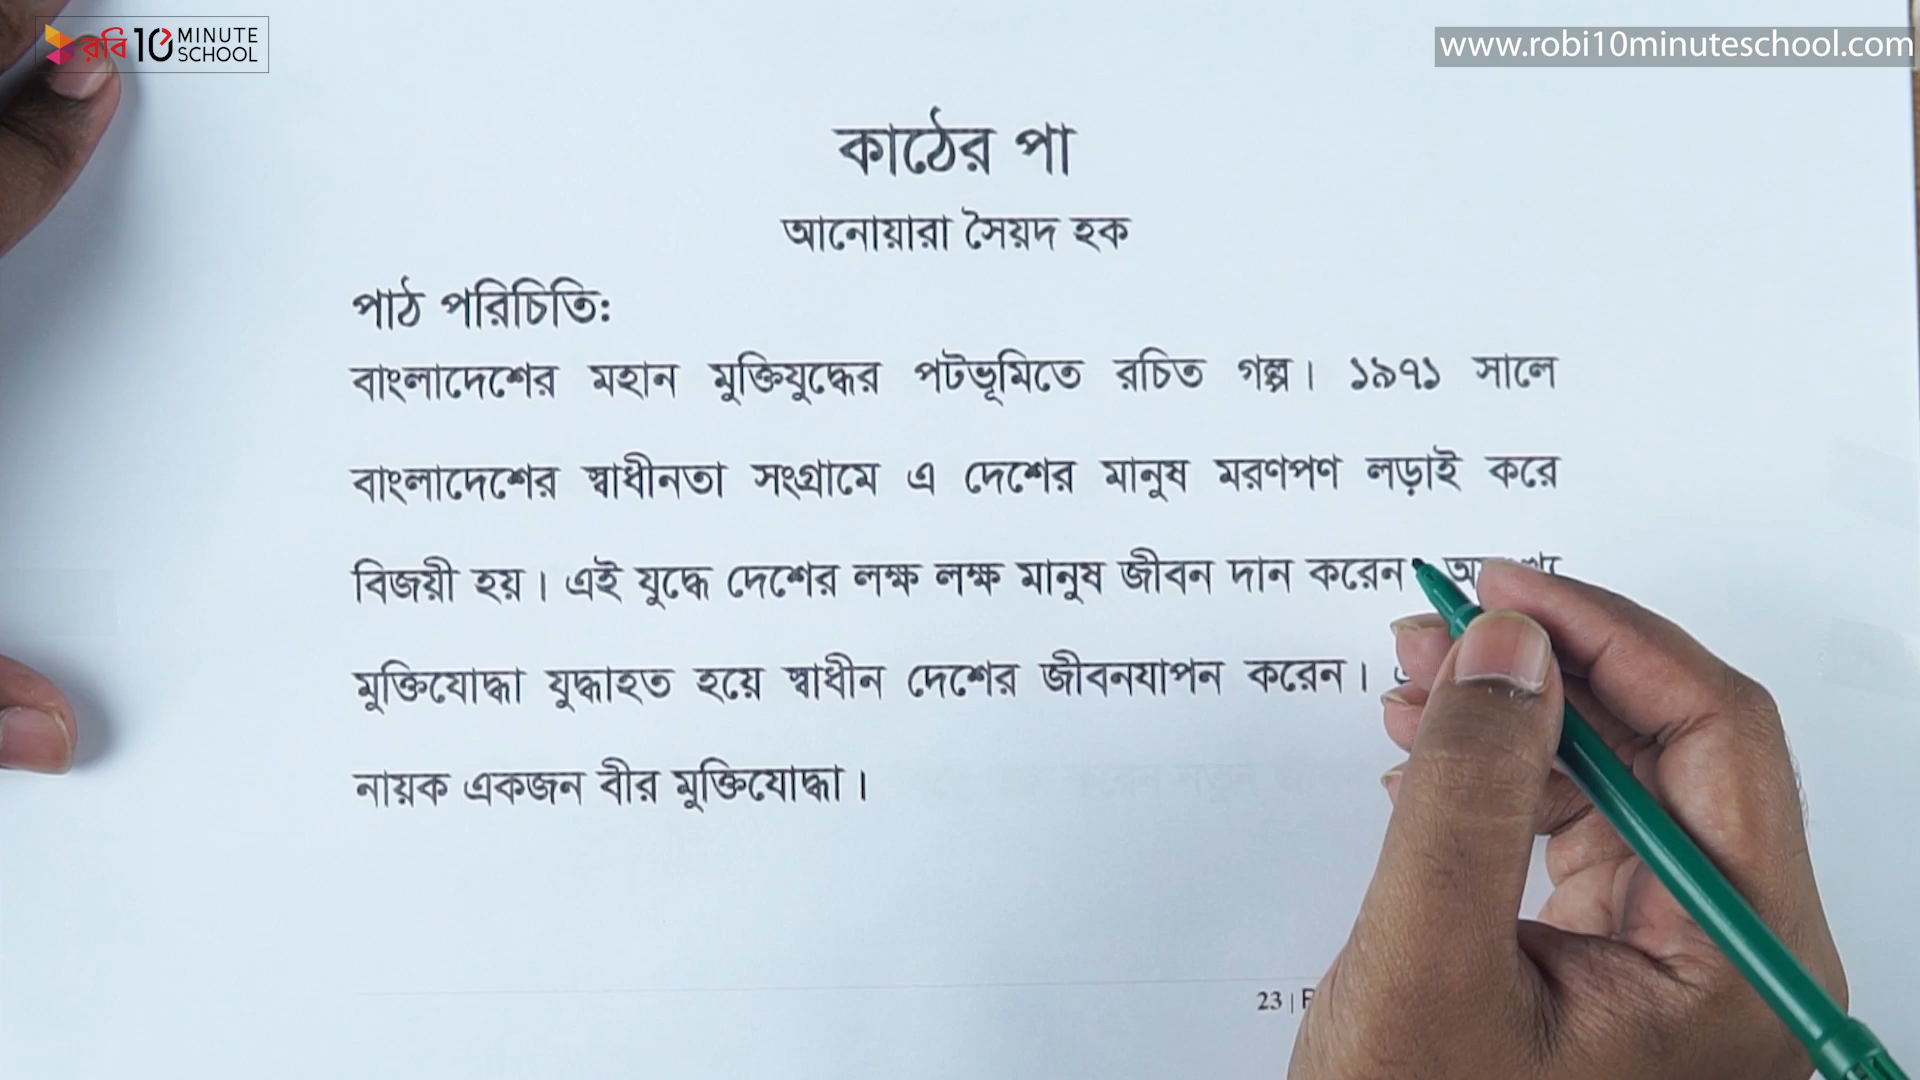 রবি 10 MINUTE SCHOOL
www.robi10minuteschool.com
কাঠের পা
আনোয়ারা সৈয়দ হক
পাঠ পরিচিতি:
বাংলাদেশের মহান মুক্তিযুদ্ধের পটভূমিতে রচিত গল্প। ১৯৭১ সালে
বাংলাদেশের স্বাধীনতা সংগ্রামে এ দেশের মানুষ মরণপণ লড়াই করে
বিজয়ী হয়। এই যুদ্ধে দেশের লক্ষ লক্ষ মানুষ জীবন দান করেন
মুক্তিযোদ্ধা যুদ্ধাহত হয়ে স্বাধীন দেশের জীবনযাপন করেন।
নায়ক একজন বীর মুক্তিযোদ্ধা।
23 |